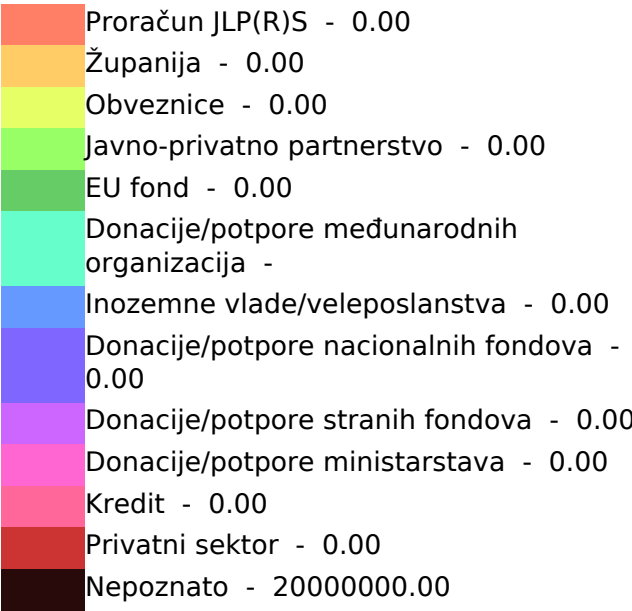 Proračun JLP(R)S - 0.00
Županija - 0.00
Obveznice - 0.00
Javno-privatno partnerstvo - 0.00
EU fond - 0.00
Donacije/potpore međunarodnih
organizacija -
Inozemne vlade/veleposlanstva - 0.00
Donacije/potpore nacionalnih fondova -
0.00
Donacije/potpore stranih fondova - 0.00
Donacije/potpore ministarstava - 0.00
Kredit - 0.00
Privatni sektor - 0.00
Nepoznato - 20000000.00